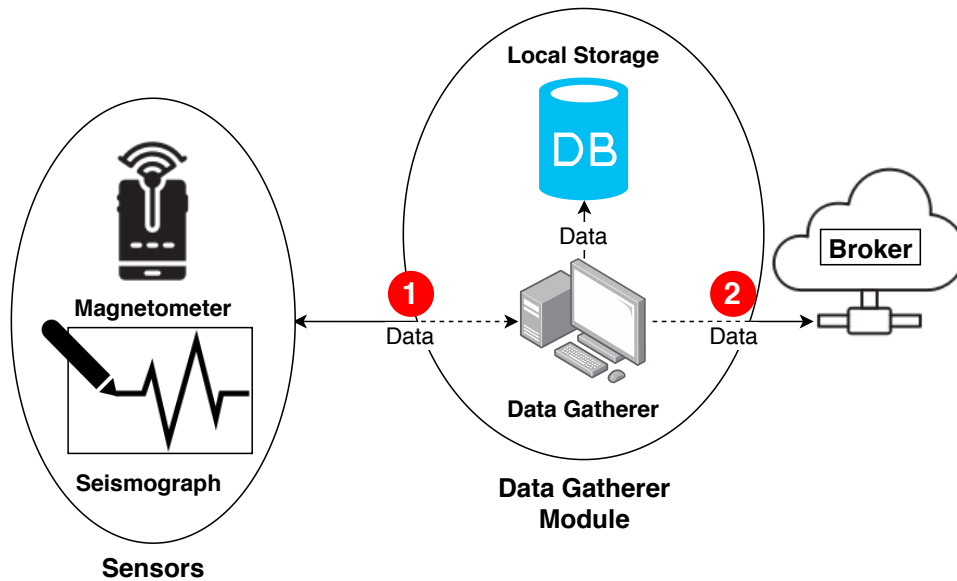 Local Storage
DB
Data
Broker
Magnetometer
1
Data
2
Data
Seismograph
Data Gatherer
Data Gatherer
Module
Sensors